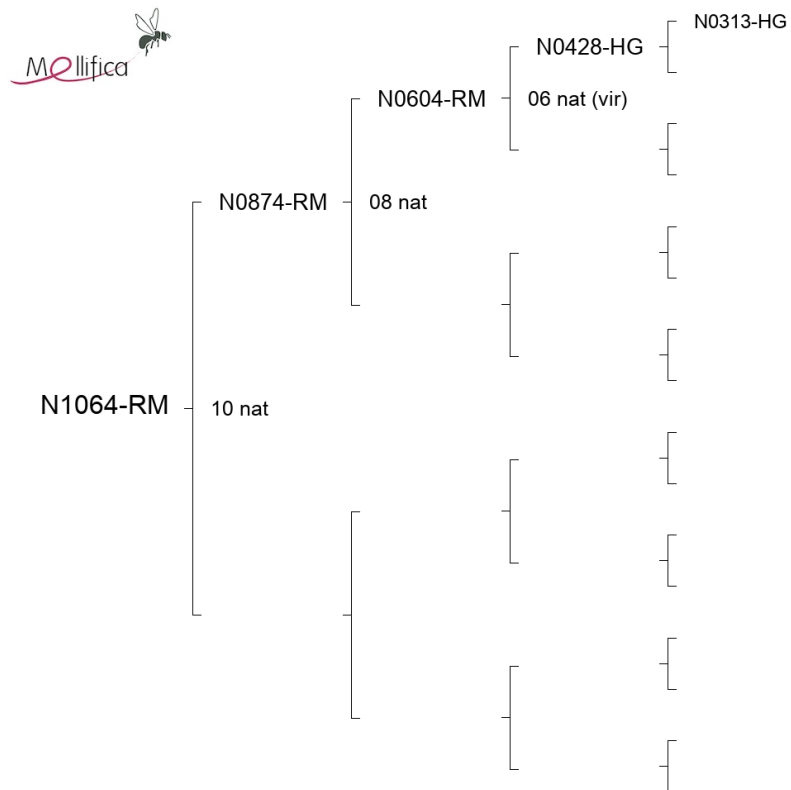 Mellifica
N0313-HG
N0428-HG
N0604-RM
06 nat (vir)
N0874-RM
08 nat
N1064-RM
10 nat